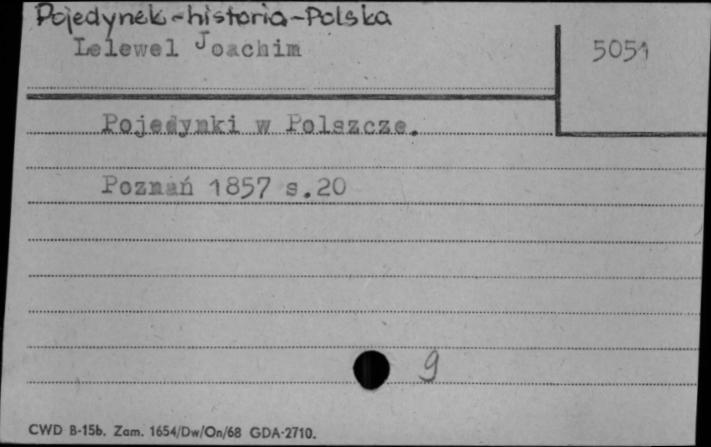 Pojedynek-historia-Polska
Lelewel Joachim
5051
Pojedynki w Polszcze.
Poznań 1857 s.20
9
CWD B-15b. Zam. 1654/Dw/On/68 GDA-2710.